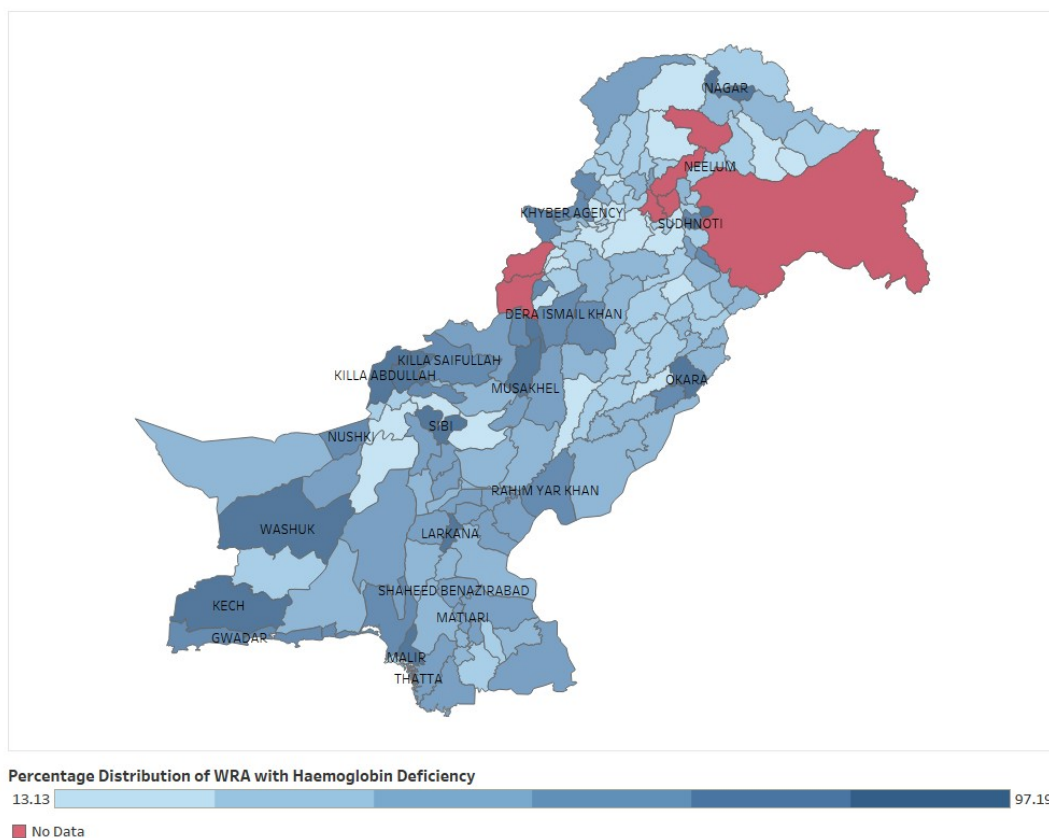 NAGAR
NEELUM
KHYBER AGENCY
SUDHNOTI
DERA ISMAIL KHAN
KILLA SAIFULLAH
KILLA ABDULLAH
MUSAKHEL
OKARA
SIBI
NUSHKI
RAHIM YAR KHAN
WASHUK
LARKANA
SHAHEED BENAZIRABAD
KECH
MATIARI
GWADAR
MALIR
THATTA
Percentage Distribution of WRA with Haemoglobin Deficiency
13.13 97.19
No Data